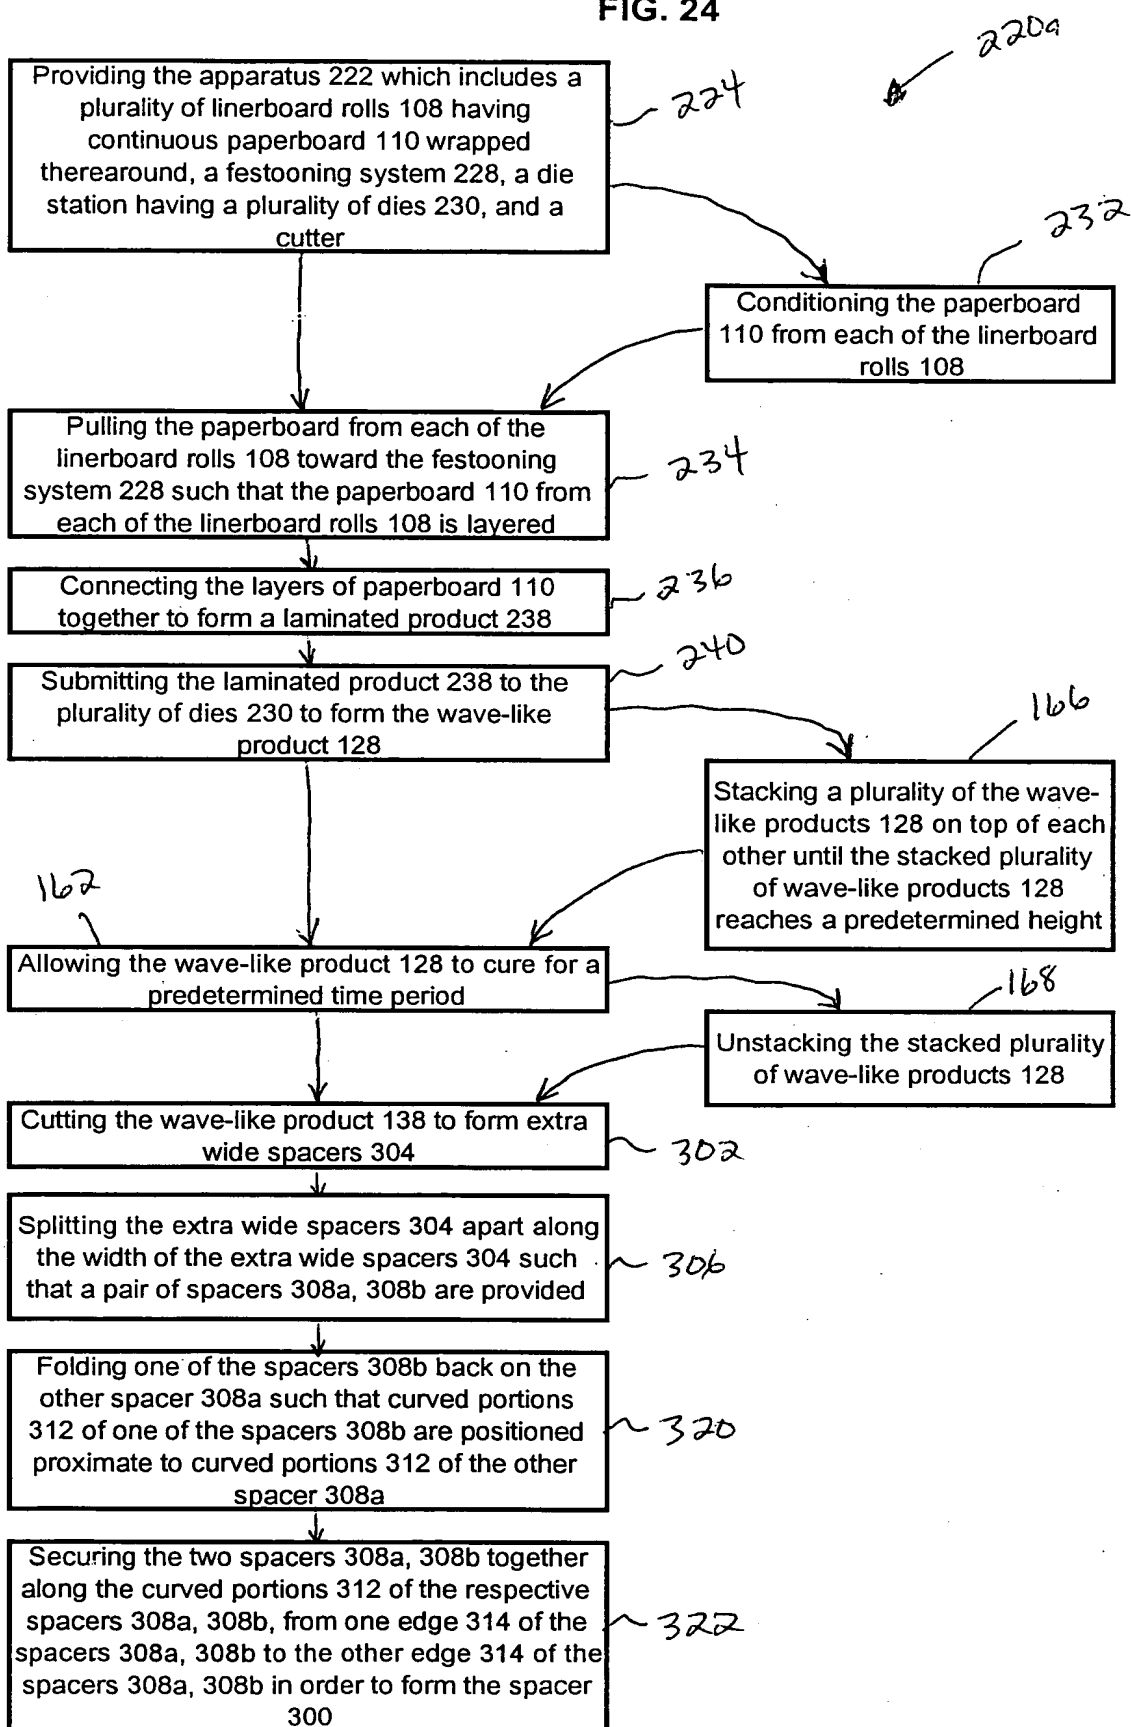 FIG. 24
220a
Providing the apparatus 222 which includes a
plurality of linerboard rolls 108 having
continuous paperboard 110 wrapped
therearound, a festooning system 228, a die
station having a plurality of dies 230, and a
cutter
224
232
Conditioning the paperboard
110 from each of the linerboard
rolls 108
Pulling the paperboard from each of the
linerboard rolls 108 toward the festooning
system 228 such that the paperboard 110 from
each of the linerboard rolls 108 is layered
234
Connecting the layers of paperboard 110
together to form a laminated product 238
236
Submitting the laminated product 238 to the
plurality of dies 230 to form the wave-like
product 128
240
166
Stacking a plurality of the wave-
like products 128 on top of each
other until the stacked plurality
of wave-like products 128
reaches a predetermined height
162
Allowing the wave-like product 128 to cure for a
predetermined time period
168
Unstacking the stacked plurality
of wave-like products 128
Cutting the wave-like product 138 to form extra
wide spacers 304
302
Splitting the extra wide spacers 304 apart along
the width of the extra wide spacers 304 such
that a pair of spacers 308a, 308b are provided
306
Folding one of the spacers 308b back on the
other spacer 308a such that curved portions
312 of one of the spacers 308b are positioned
proximate to curved portions 312 of the other
spacer 308a
320
Securing the two spacers 308a, 308b together
along the curved portions 312 of the respective
spacers 308a, 308b, from one edge 314 of the
spacers 308a, 308b to the other edge 314 of the
spacers 308a, 308b in order to form the spacer
300
322